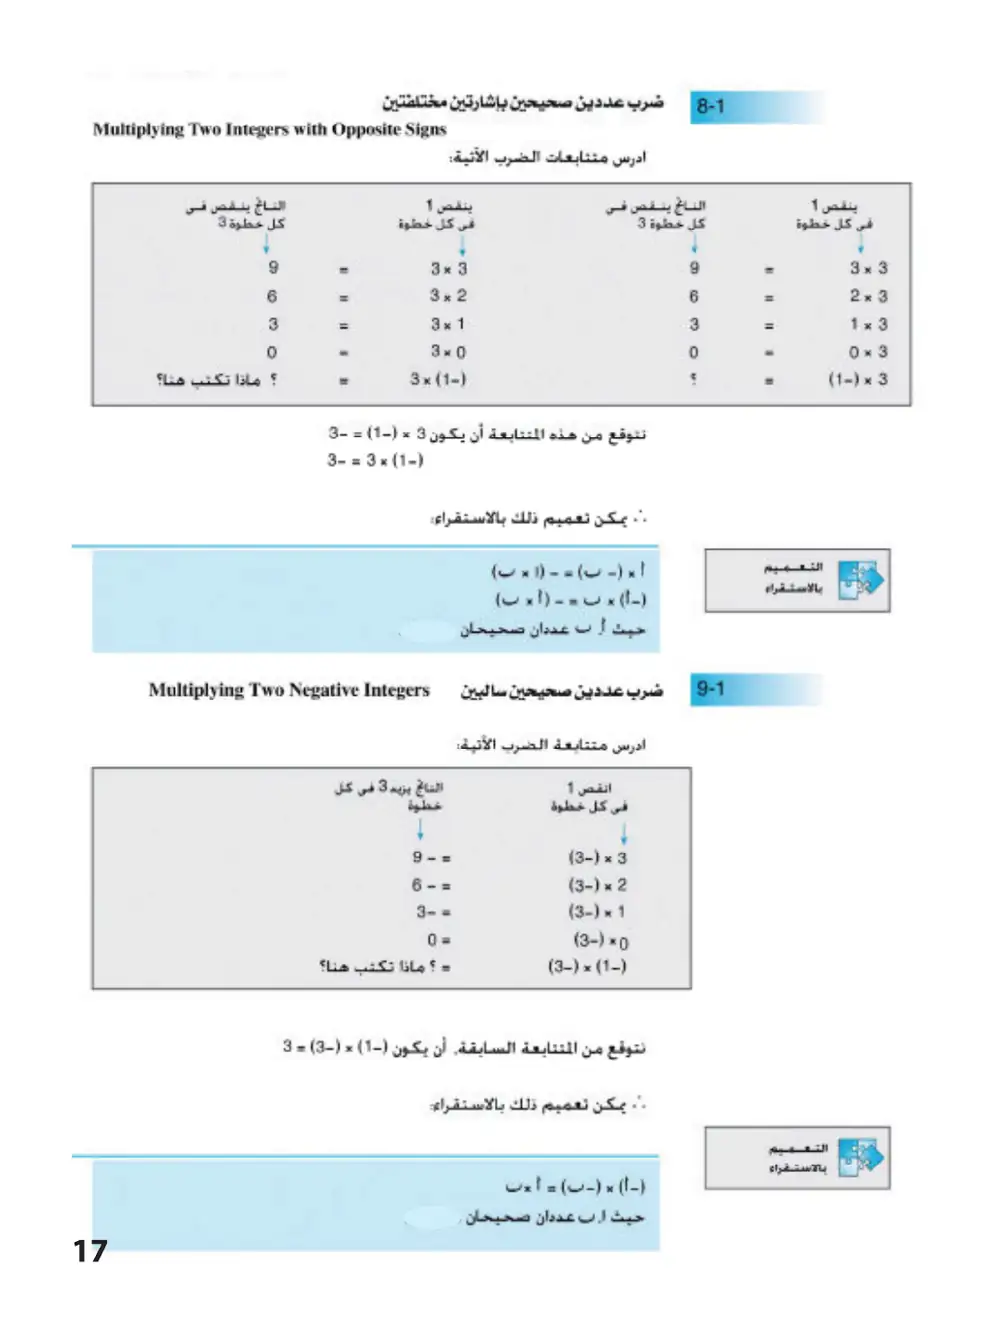 8-1
ضرب عددين صحيحين بإشارتين مختلفتين
Multiplying Two Integers with Opposite Signs
ادرس متتابعات الضرب الآتية:
ينقص 1 الناتج ينقص في ينقص 1 الناتج ينقص في
في كل خطوة كل خطوة 3 في كل خطوة كل خطوة 3
3 × 3 = 9 3 × 3 = 9
3 × 2 = 6 2 × 3 = 6
3 × 1 = 3 1 × 3 = 3
3 × 0 = 0 0 × 3 = 0
3 × (1-) = ؟ (1-) × 3 = ؟ ماذا تكتب هنا؟
نتوقع من هذه المتتابعة أن يكون 3 × (1-) = -3
(1-) × 3 = -3
∴ يمكن تعميم ذلك بالاستقراء:
التعميم
بالاستقراء
أ × (- ب) = - (أ × ب)
(-أ) × ب = - (أ × ب)
حيث أ، ب عددان صحيحان
9-1
ضرب عددين صحيحين سالبين Multiplying Two Negative Integers
ادرس متتابعة الضرب الآتية:
انقص 1 الناتج يزيد 3 في كل
في كل خطوة خطوة
3 × (3-) = - 9
2 × (3-) = - 6
1 × (3-) = -3
0 × (3-) = 0
(1-) × (3-) = ؟ ماذا تكتب هنا؟
نتوقع من المتتابعة السابقة، أن يكون (-1) × (-3) = 3
∴ يمكن تعميم ذلك بالاستقراء:
التعميم
بالاستقراء
(-أ) × (-ب) = أ × ب
حيث أ، ب عددان صحيحان
17